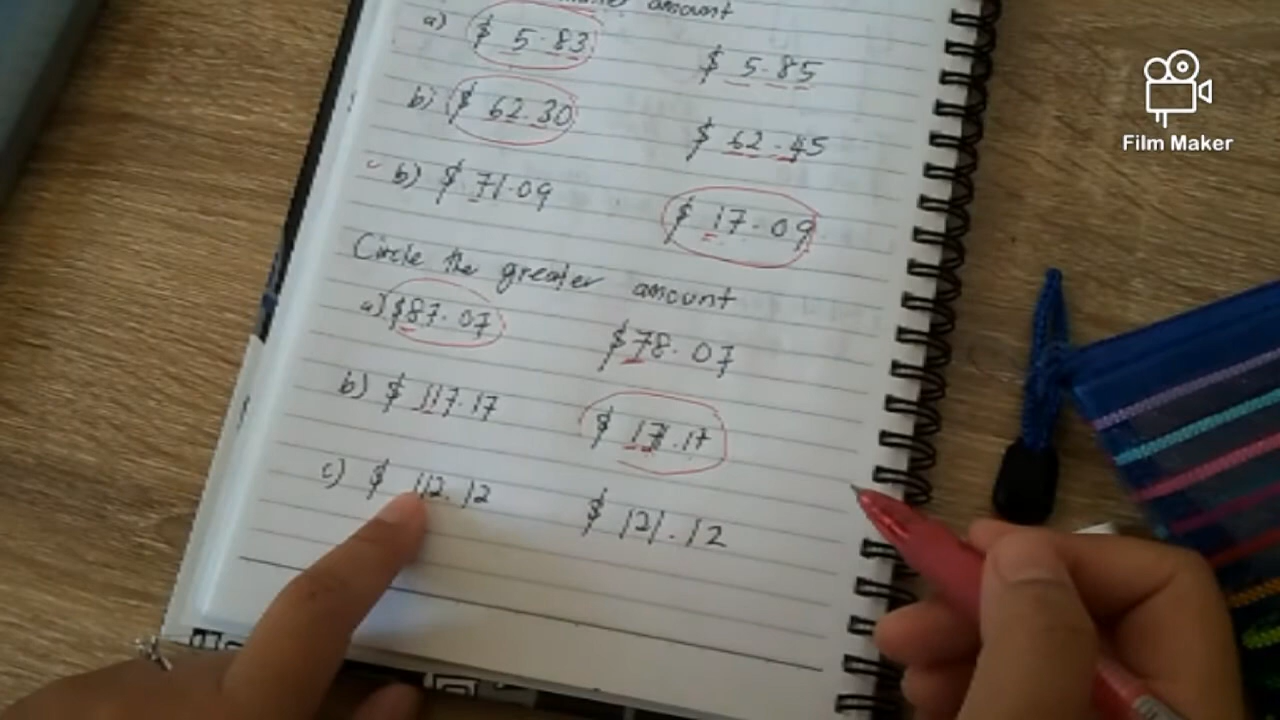 amount
a) $ 5.83 $ 5.85
b) $ 62.30 $ 62.45
b) $ 71.09 $ 17.09
Circle the greater amount
a) $87.07 $78.07
b) $ 117.17 $ 171.17
c) $ 112.12 $ 121.12
Film Maker